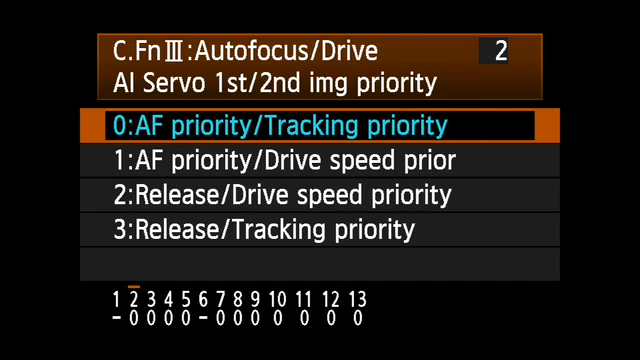 C.FnⅢ:Autofocus/Drive 2
AI Servo 1st/2nd img priority
0:AF priority/Tracking priority
1:AF priority/Drive speed prior
2:Release/Drive speed priority
3:Release/Tracking priority
1 2 3 4 5 6 7 8 9 10 11 12 13
- 0 0 0 0 - 0 0 0 0 0 0 0